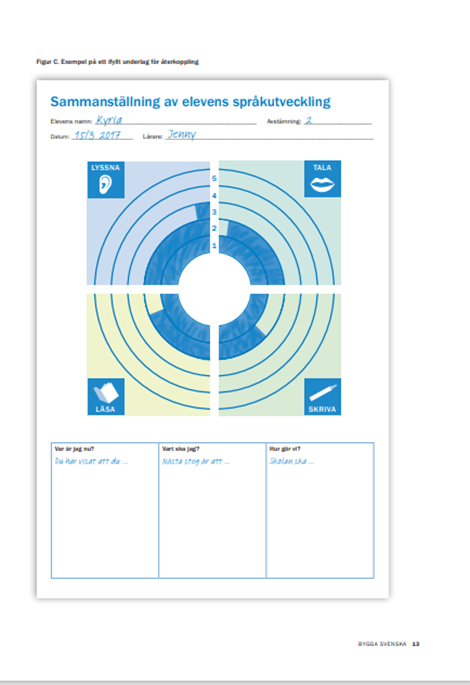 Figur C. Exempel på ett ifyllt underlag för återkoppling
Sammanställning av elevens språkutveckling
Elevens namn: Kyria Avstämning: 2
Datum: 15/3 2017 Lärare: Jenny
LYSSNA TALA
5
4
3
2
1
LÄSA SKRIVA
Var är jag nu? Vart ska jag? Hur gör vi?
Du har visat att du ... Nästa steg är att ... Skolan ska ...
BYGGA SVENSKA 13